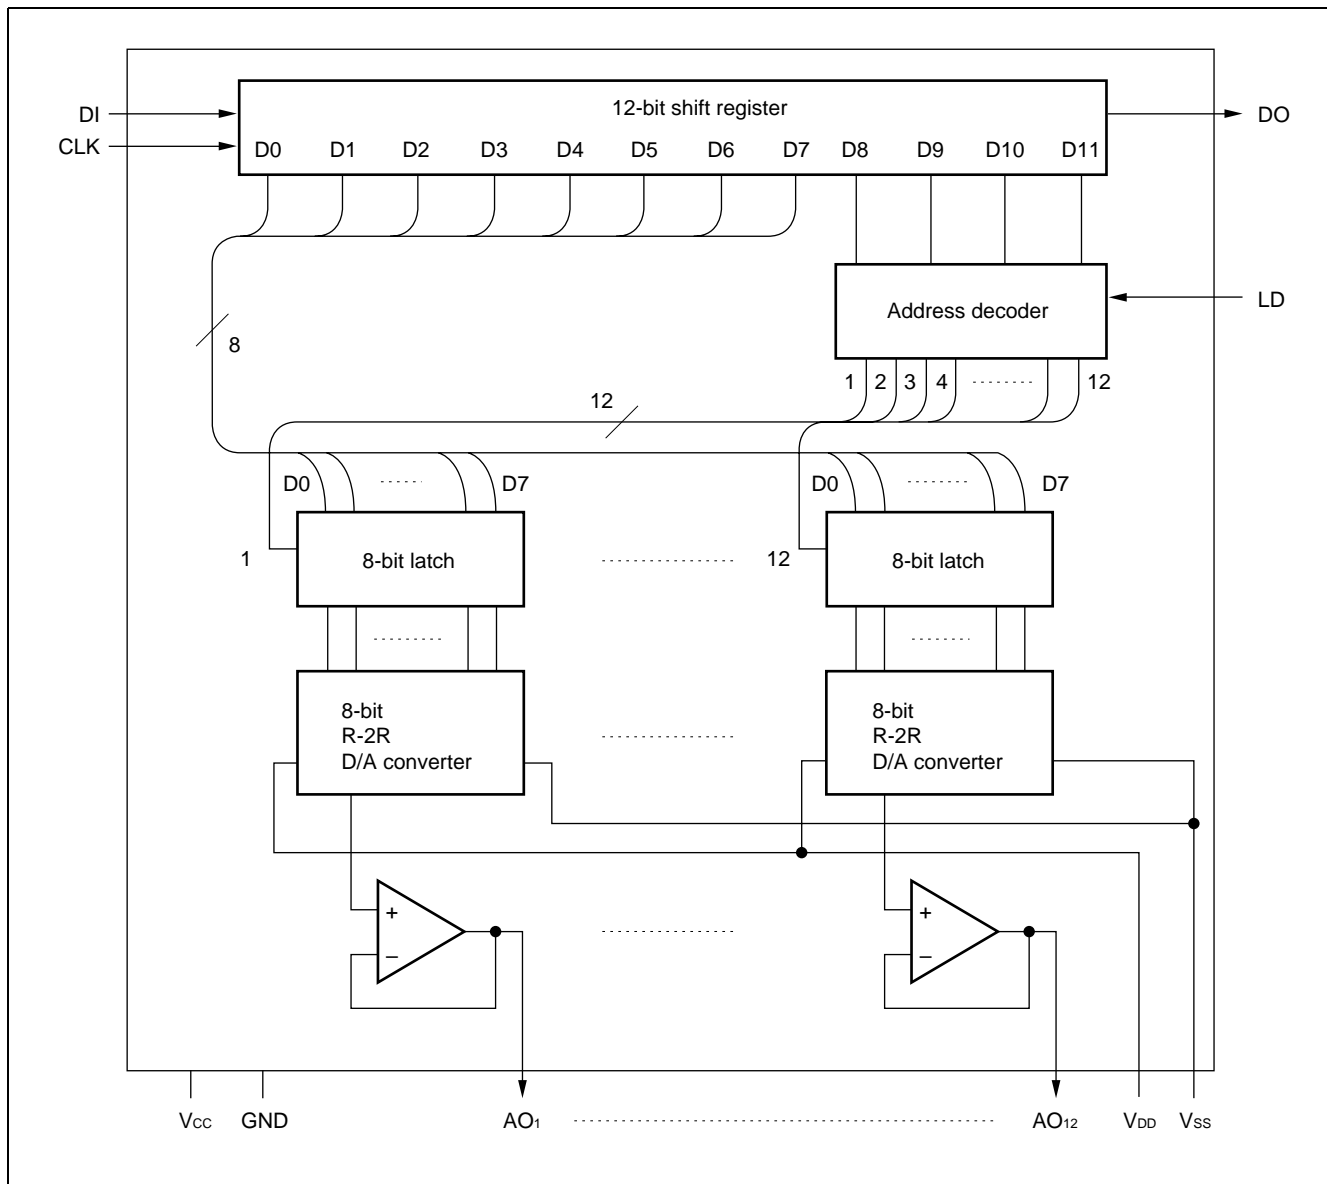 12-bit shift register
DI
DO
CLK
D0 D1 D2 D3 D4 D5 D6 D7 D8 D9 D10 D11
Address decoder
LD
8
1 2 3 4 12
12
D0 D7 D0 D7
1 8-bit latch 12 8-bit latch
8-bit
R-2R
D/A converter
8-bit
R-2R
D/A converter
+
–
+
–
VCC GND AO1 AO12 VDD VSS